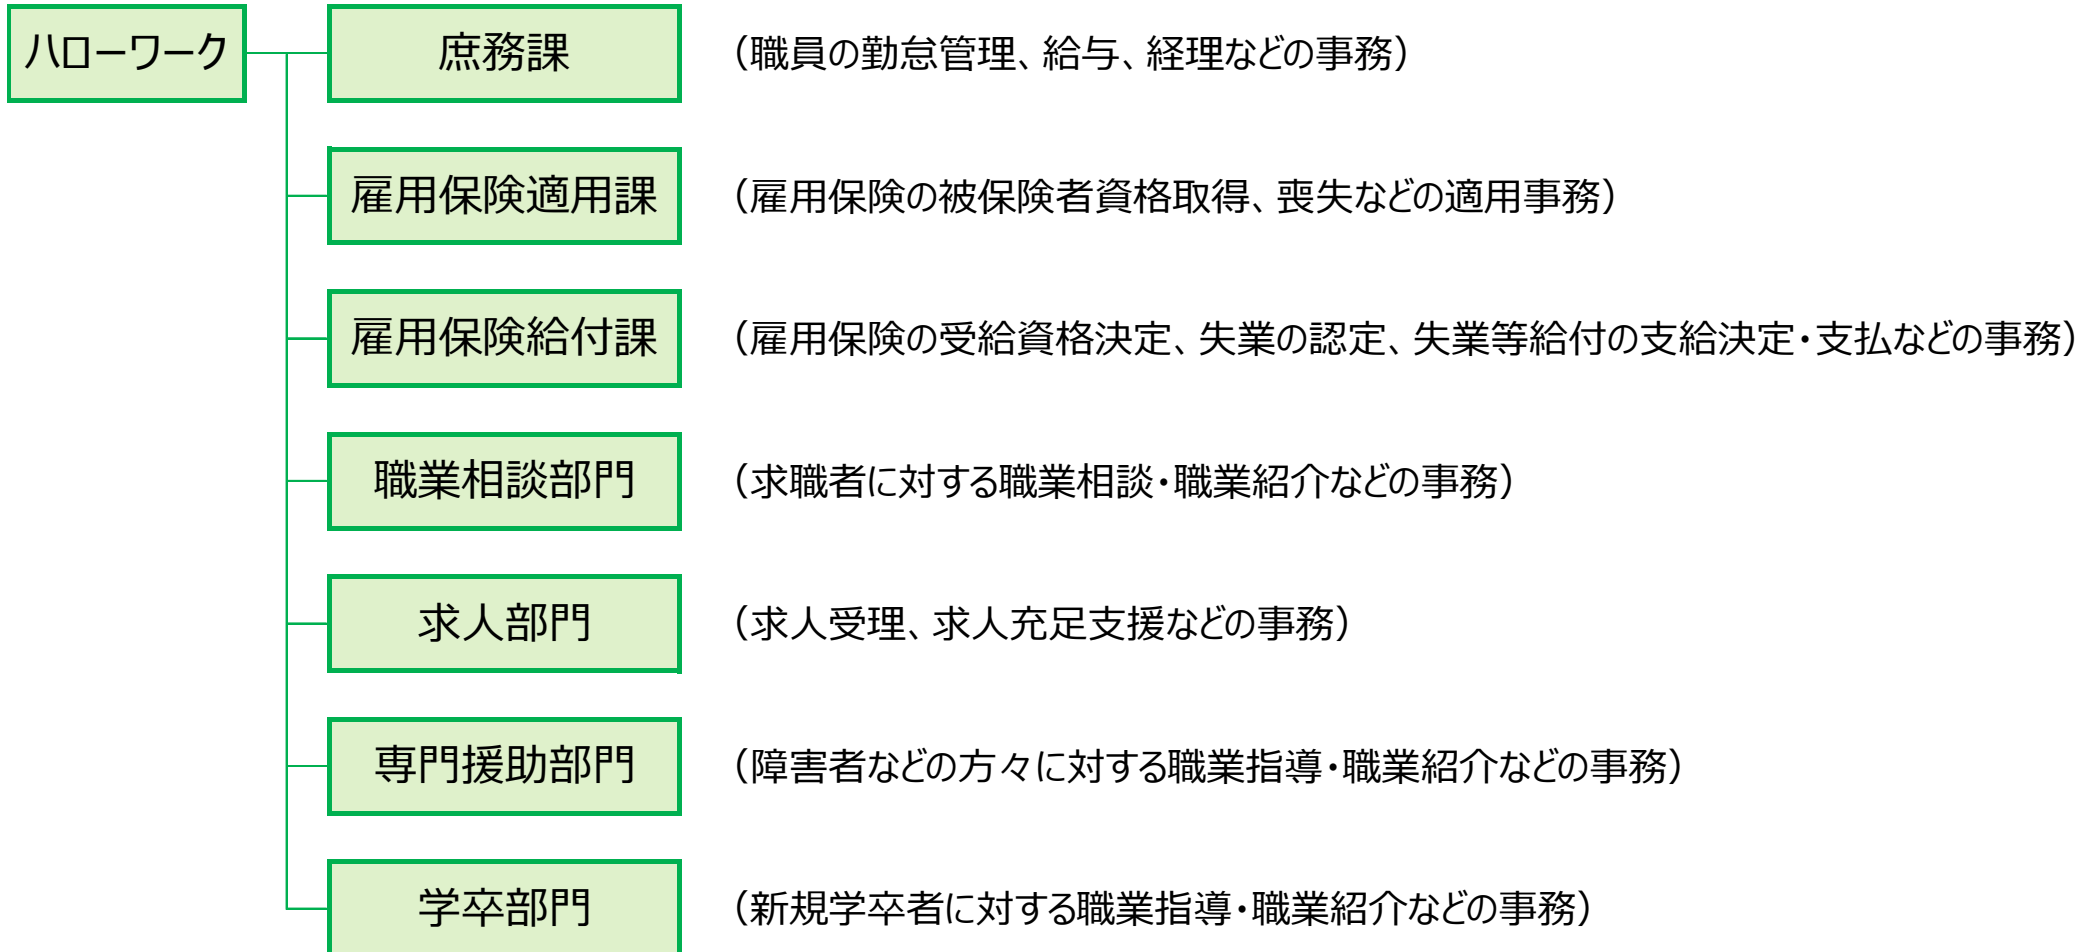 ハローワーク
庶務課
（職員の勤怠管理、給与、経理などの事務）
雇用保険適用課
（雇用保険の被保険者資格取得、喪失などの適用事務）
雇用保険給付課
（雇用保険の受給資格決定、失業の認定、失業等給付の支給決定・支払などの事務）
職業相談部門
（求職者に対する職業相談・職業紹介などの事務）
求人部門
（求人受理、求人充足支援などの事務）
専門援助部門
（障害者などの方々に対する職業指導・職業紹介などの事務）
学卒部門
（新規学卒者に対する職業指導・職業紹介などの事務）